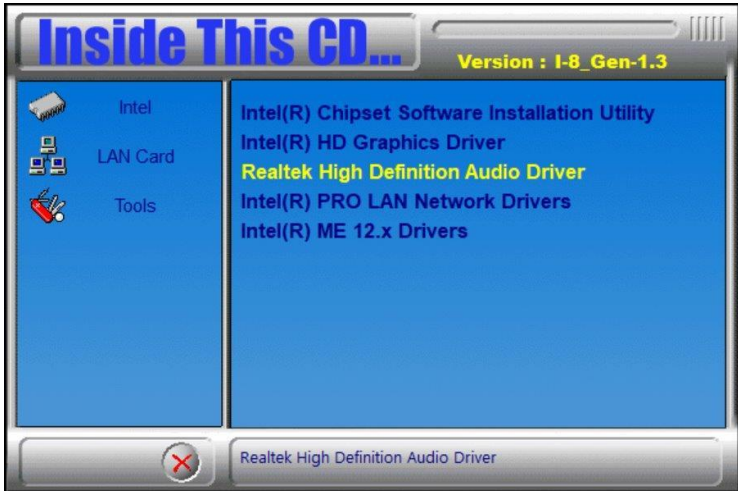 Inside This CD...
Version : I-8_Gen-1.3
Intel
LAN Card
Tools
Intel(R) Chipset Software Installation Utility
Intel(R) HD Graphics Driver
Realtek High Definition Audio Driver
Intel(R) PRO LAN Network Drivers
Intel(R) ME 12.x Drivers
Realtek High Definition Audio Driver